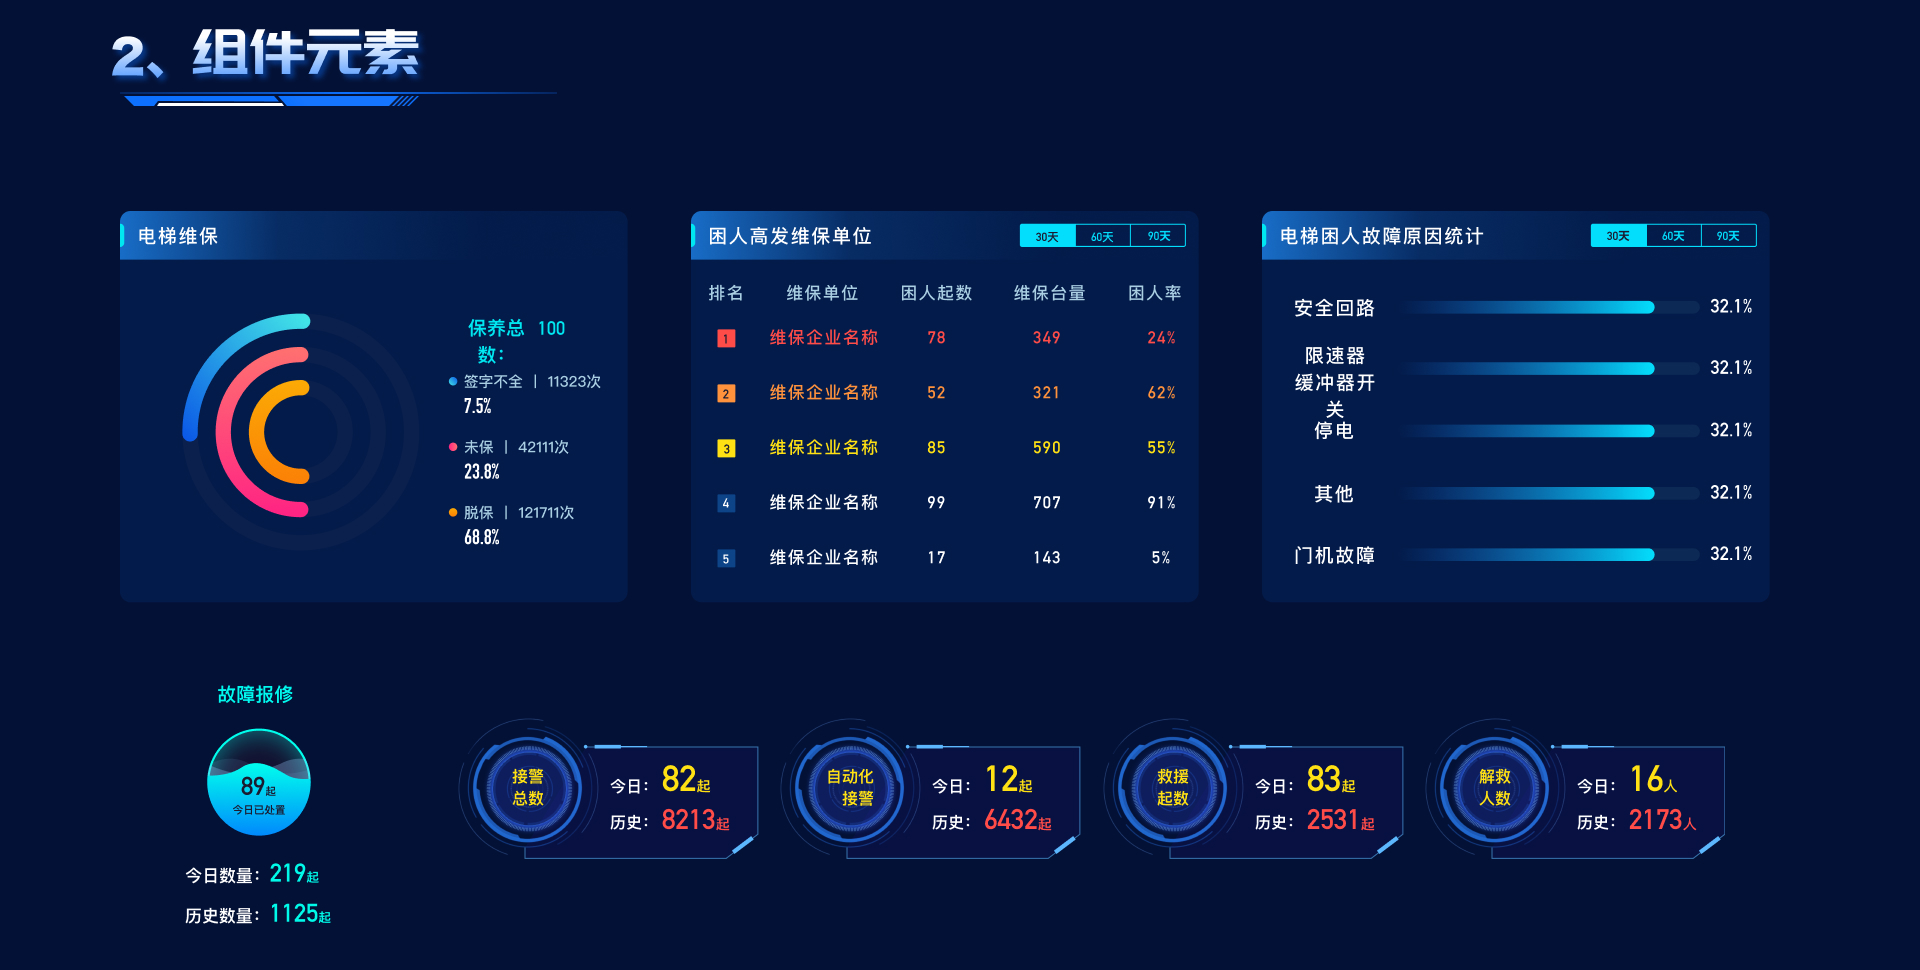 2、组件元素
电梯维保
保养总 100
数：
签字不全 | 11323次
7.5%
未保 | 42111次
23.8%
脱保 | 121711次
68.8%
困人高发维保单位
30天 60天 90天
排名 维保单位 困人起数 维保台量 困人率
1 维保企业名称 78 349 24%
2 维保企业名称 52 321 62%
3 维保企业名称 85 590 55%
4 维保企业名称 99 707 91%
5 维保企业名称 17 143 5%
电梯困人故障原因统计
30天 60天 90天
安全回路 32.1%
限速器
缓冲器开
关
32.1%
停电 32.1%
其他 32.1%
门机故障 32.1%
故障报修
89起
今日已处置
今日数量：219起
历史数量：1125起
接警
总数
今日：82起
历史：8213起
自动化
接警
今日：12起
历史：6432起
救援
起数
今日：83起
历史：2531起
解救
人数
今日：16人
历史：2173人